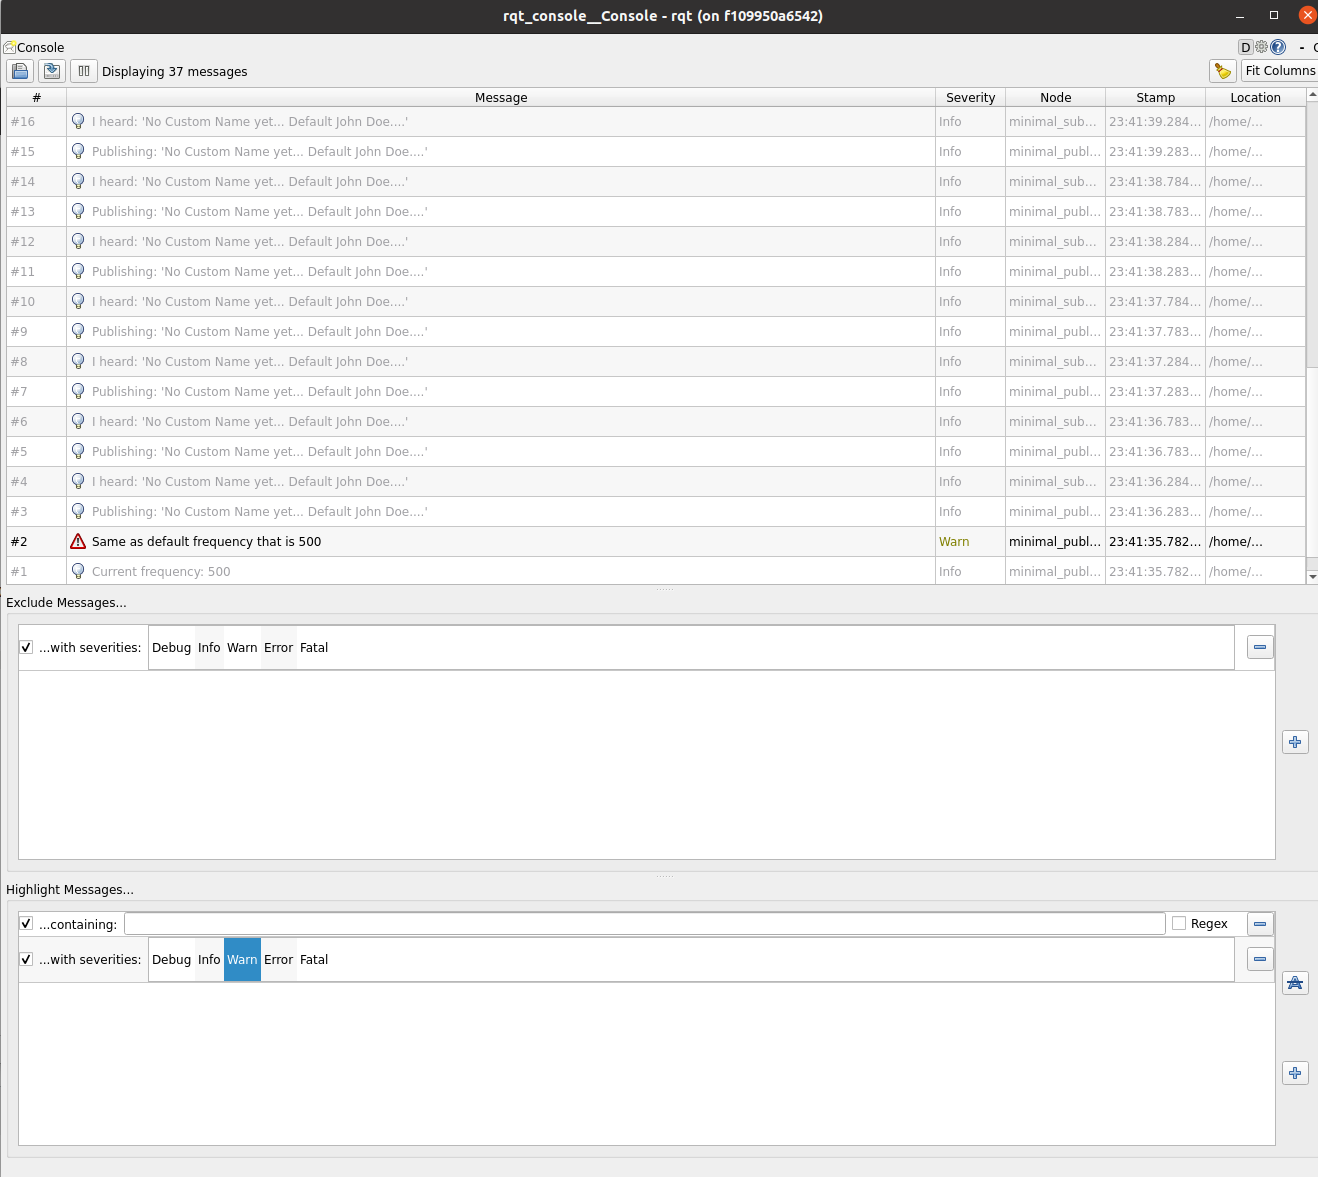 rqt_console__Console - rqt (on f109950a6542)
Console D - C
Displaying 37 messages Fit Columns
# Message Severity Node Stamp Location
#16 I heard: 'No Custom Name yet... Default John Doe....' Info minimal_sub... 23:41:39.284... /home/...
#15 Publishing: 'No Custom Name yet... Default John Doe....' Info minimal_publ... 23:41:39.283... /home/...
#14 I heard: 'No Custom Name yet... Default John Doe....' Info minimal_sub... 23:41:38.784... /home/...
#13 Publishing: 'No Custom Name yet... Default John Doe....' Info minimal_publ... 23:41:38.783... /home/...
#12 I heard: 'No Custom Name yet... Default John Doe....' Info minimal_sub... 23:41:38.284... /home/...
#11 Publishing: 'No Custom Name yet... Default John Doe....' Info minimal_publ... 23:41:38.283... /home/...
#10 I heard: 'No Custom Name yet... Default John Doe....' Info minimal_sub... 23:41:37.784... /home/...
#9 Publishing: 'No Custom Name yet... Default John Doe....' Info minimal_publ... 23:41:37.783... /home/...
#8 I heard: 'No Custom Name yet... Default John Doe....' Info minimal_sub... 23:41:37.284... /home/...
#7 Publishing: 'No Custom Name yet... Default John Doe....' Info minimal_publ... 23:41:37.283... /home/...
#6 I heard: 'No Custom Name yet... Default John Doe....' Info minimal_sub... 23:41:36.784... /home/...
#5 Publishing: 'No Custom Name yet... Default John Doe....' Info minimal_publ... 23:41:36.783... /home/...
#4 I heard: 'No Custom Name yet... Default John Doe....' Info minimal_sub... 23:41:36.284... /home/...
#3 Publishing: 'No Custom Name yet... Default John Doe....' Info minimal_publ... 23:41:36.283... /home/...
#2 Same as default frequency that is 500 Warn minimal_publ... 23:41:35.782... /home/...
#1 Current frequency: 500 Info minimal_publ... 23:41:35.782... /home/...
Exclude Messages...
...with severities: Debug Info Warn Error Fatal
Highlight Messages...
...containing: Regex
...with severities: Debug Info Warn Error Fatal